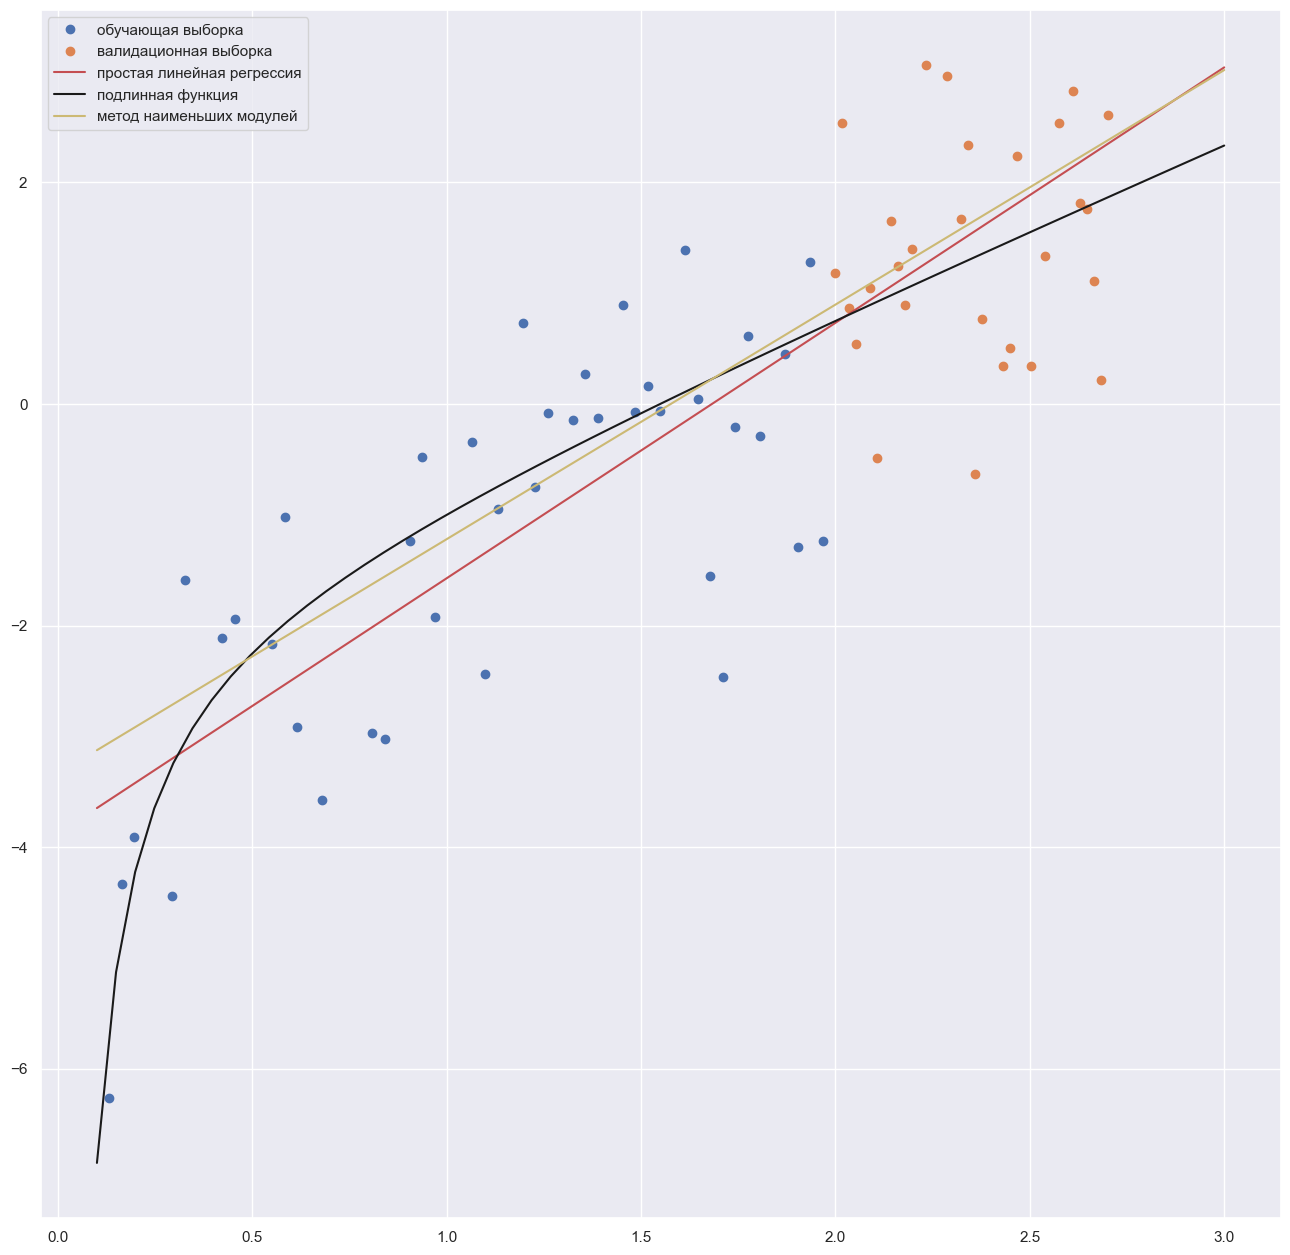 обучающая выборка
валидационная выборка
простая линейная регрессия
подлинная функция
метод наименьших модулей
2
0
−2
−4
−6
0.0 0.5 1.0 1.5 2.0 2.5 3.0